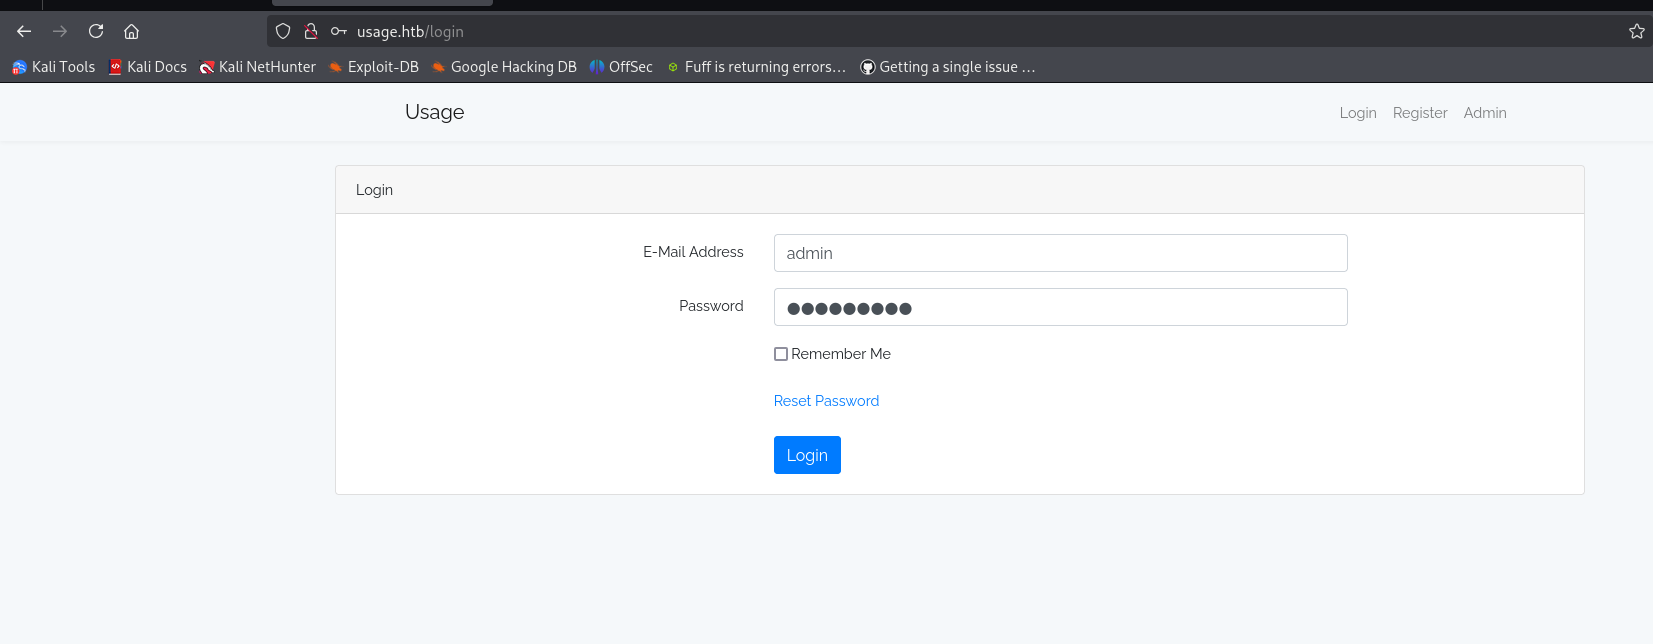 usage.htb/login
Kali Tools Kali Docs Kali NetHunter Exploit-DB Google Hacking DB OffSec Fuff is returning errors... Getting a single issue ...
Usage Login Register Admin
Login
E-Mail Address admin
Password ●●●●●●●●●
Remember Me
Reset Password
Login